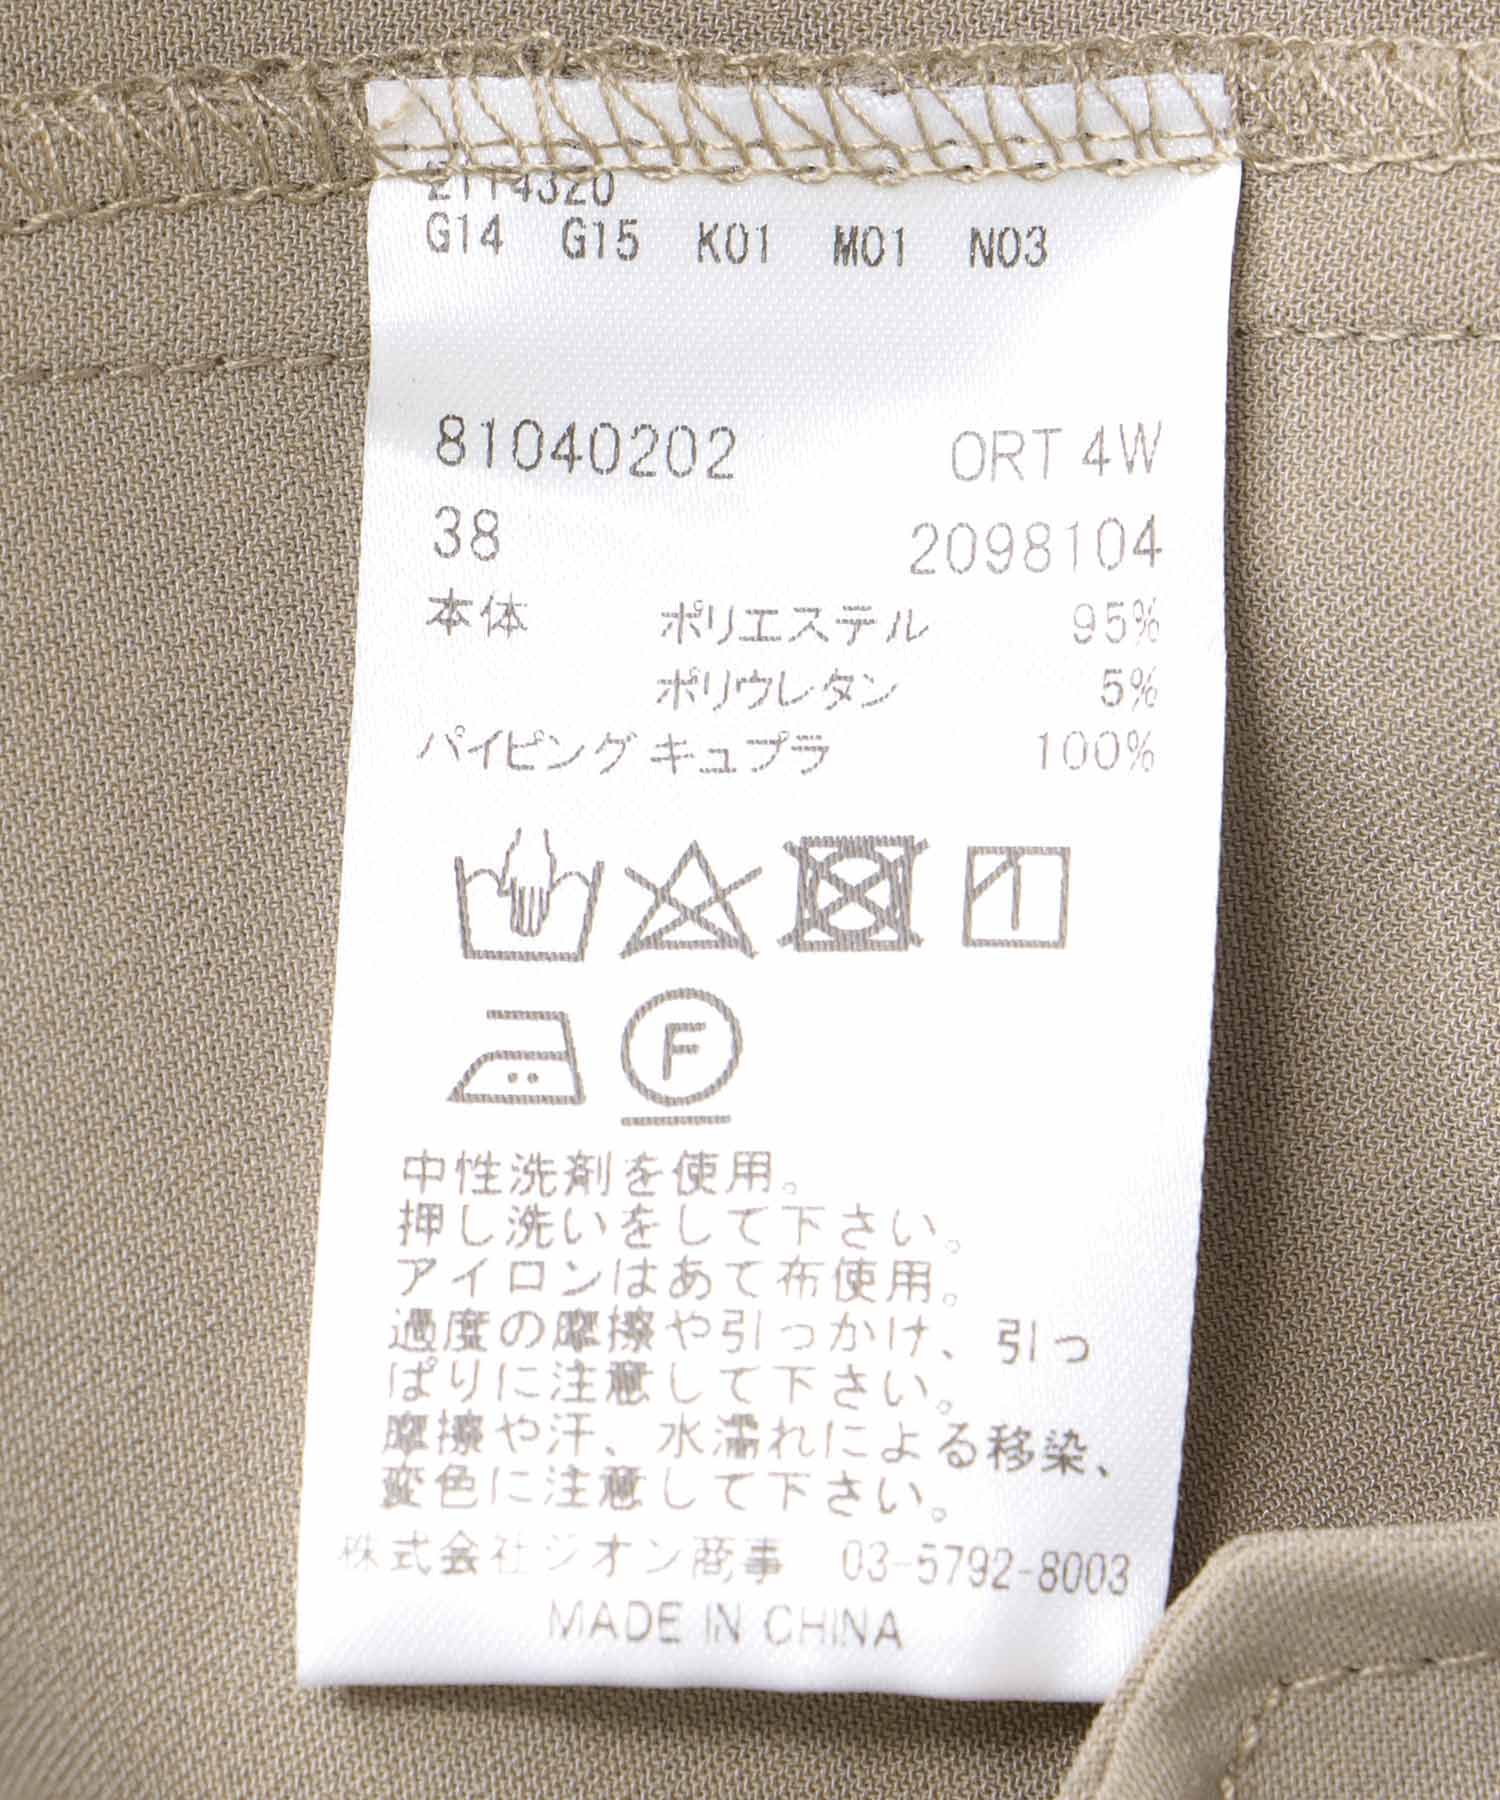 2114320
G14 G15 K01 M01 N03
81040202 ORT 4W
38 2098104
本体 ポリエステル 95%
ポリウレタン 5%
パイピング キュプラ 100%
F
中性洗剤を使用。
押し洗いをして下さい。
アイロンはあて布使用。
過度の摩擦や引っかけ、引っ
ぱりに注意して下さい。
摩擦や汗、水濡れによる移染、
変色に注意して下さい。
株式会社ジオン商事 03-5792-8003
MADE IN CHINA